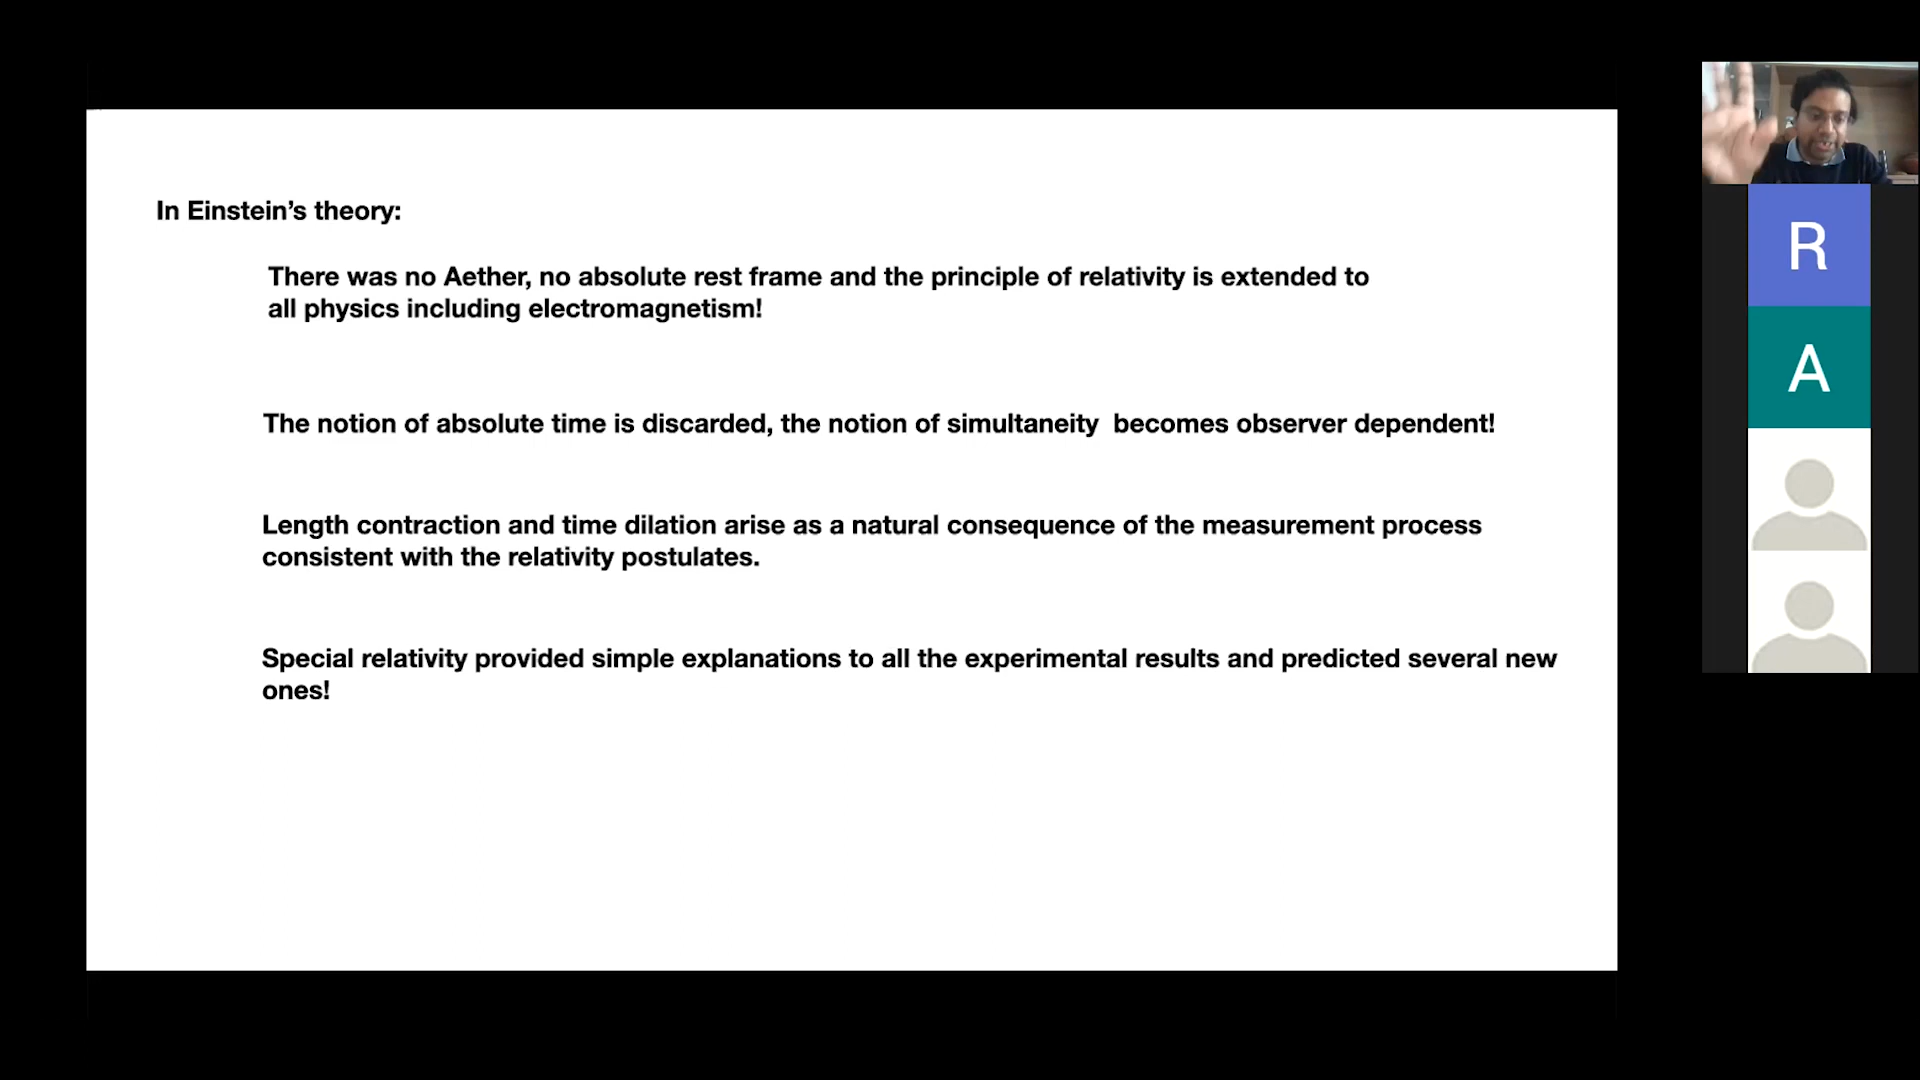 In Einstein’s theory:
There was no Aether, no absolute rest frame and the principle of relativity is extended to
all physics including electromagnetism!
The notion of absolute time is discarded, the notion of simultaneity  becomes observer dependent!
Length contraction and time dilation arise as a natural consequence of the measurement process
consistent with the relativity postulates.
Special relativity provided simple explanations to all the experimental results and predicted several new
ones!
R
A